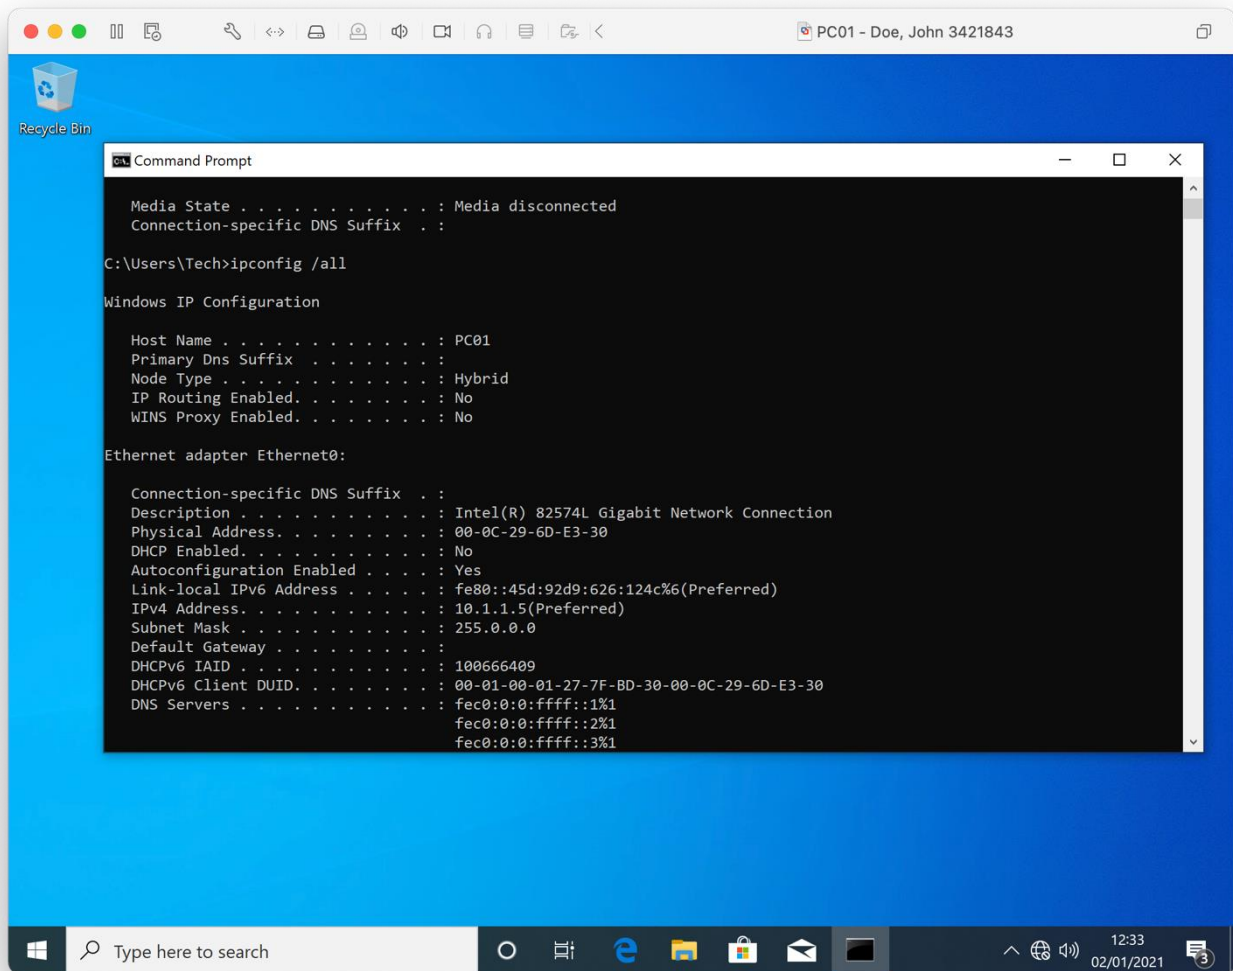 PC01 - Doe, John 3421843
Recycle Bin
Command Prompt
Media State . . . . . . . . . . . : Media disconnected
Connection-specific DNS Suffix  . :
C:\Users\Tech>ipconfig /all
Windows IP Configuration
Host Name . . . . . . . . . . . . : PC01
Primary Dns Suffix  . . . . . . . :
Node Type . . . . . . . . . . . . : Hybrid
IP Routing Enabled. . . . . . . . : No
WINS Proxy Enabled. . . . . . . . : No
Ethernet adapter Ethernet0:
Connection-specific DNS Suffix  . :
Description . . . . . . . . . . . : Intel(R) 82574L Gigabit Network Connection
Physical Address. . . . . . . . . : 00-0C-29-6D-E3-30
DHCP Enabled. . . . . . . . . . . : No
Autoconfiguration Enabled . . . . : Yes
Link-local IPv6 Address . . . . . : fe80::45d:92d9:626:124c%6(Preferred)
IPv4 Address. . . . . . . . . . . : 10.1.1.5(Preferred)
Subnet Mask . . . . . . . . . . . : 255.0.0.0
Default Gateway . . . . . . . . . :
DHCPv6 IAID . . . . . . . . . . . : 100666409
DHCPv6 Client DUID. . . . . . . . : 00-01-00-01-27-7F-BD-30-00-0C-29-6D-E3-30
DNS Servers . . . . . . . . . . . : fec0:0:0:ffff::1%1
fec0:0:0:ffff::2%1
fec0:0:0:ffff::3%1
Type here to search
12:33
02/01/2021
3